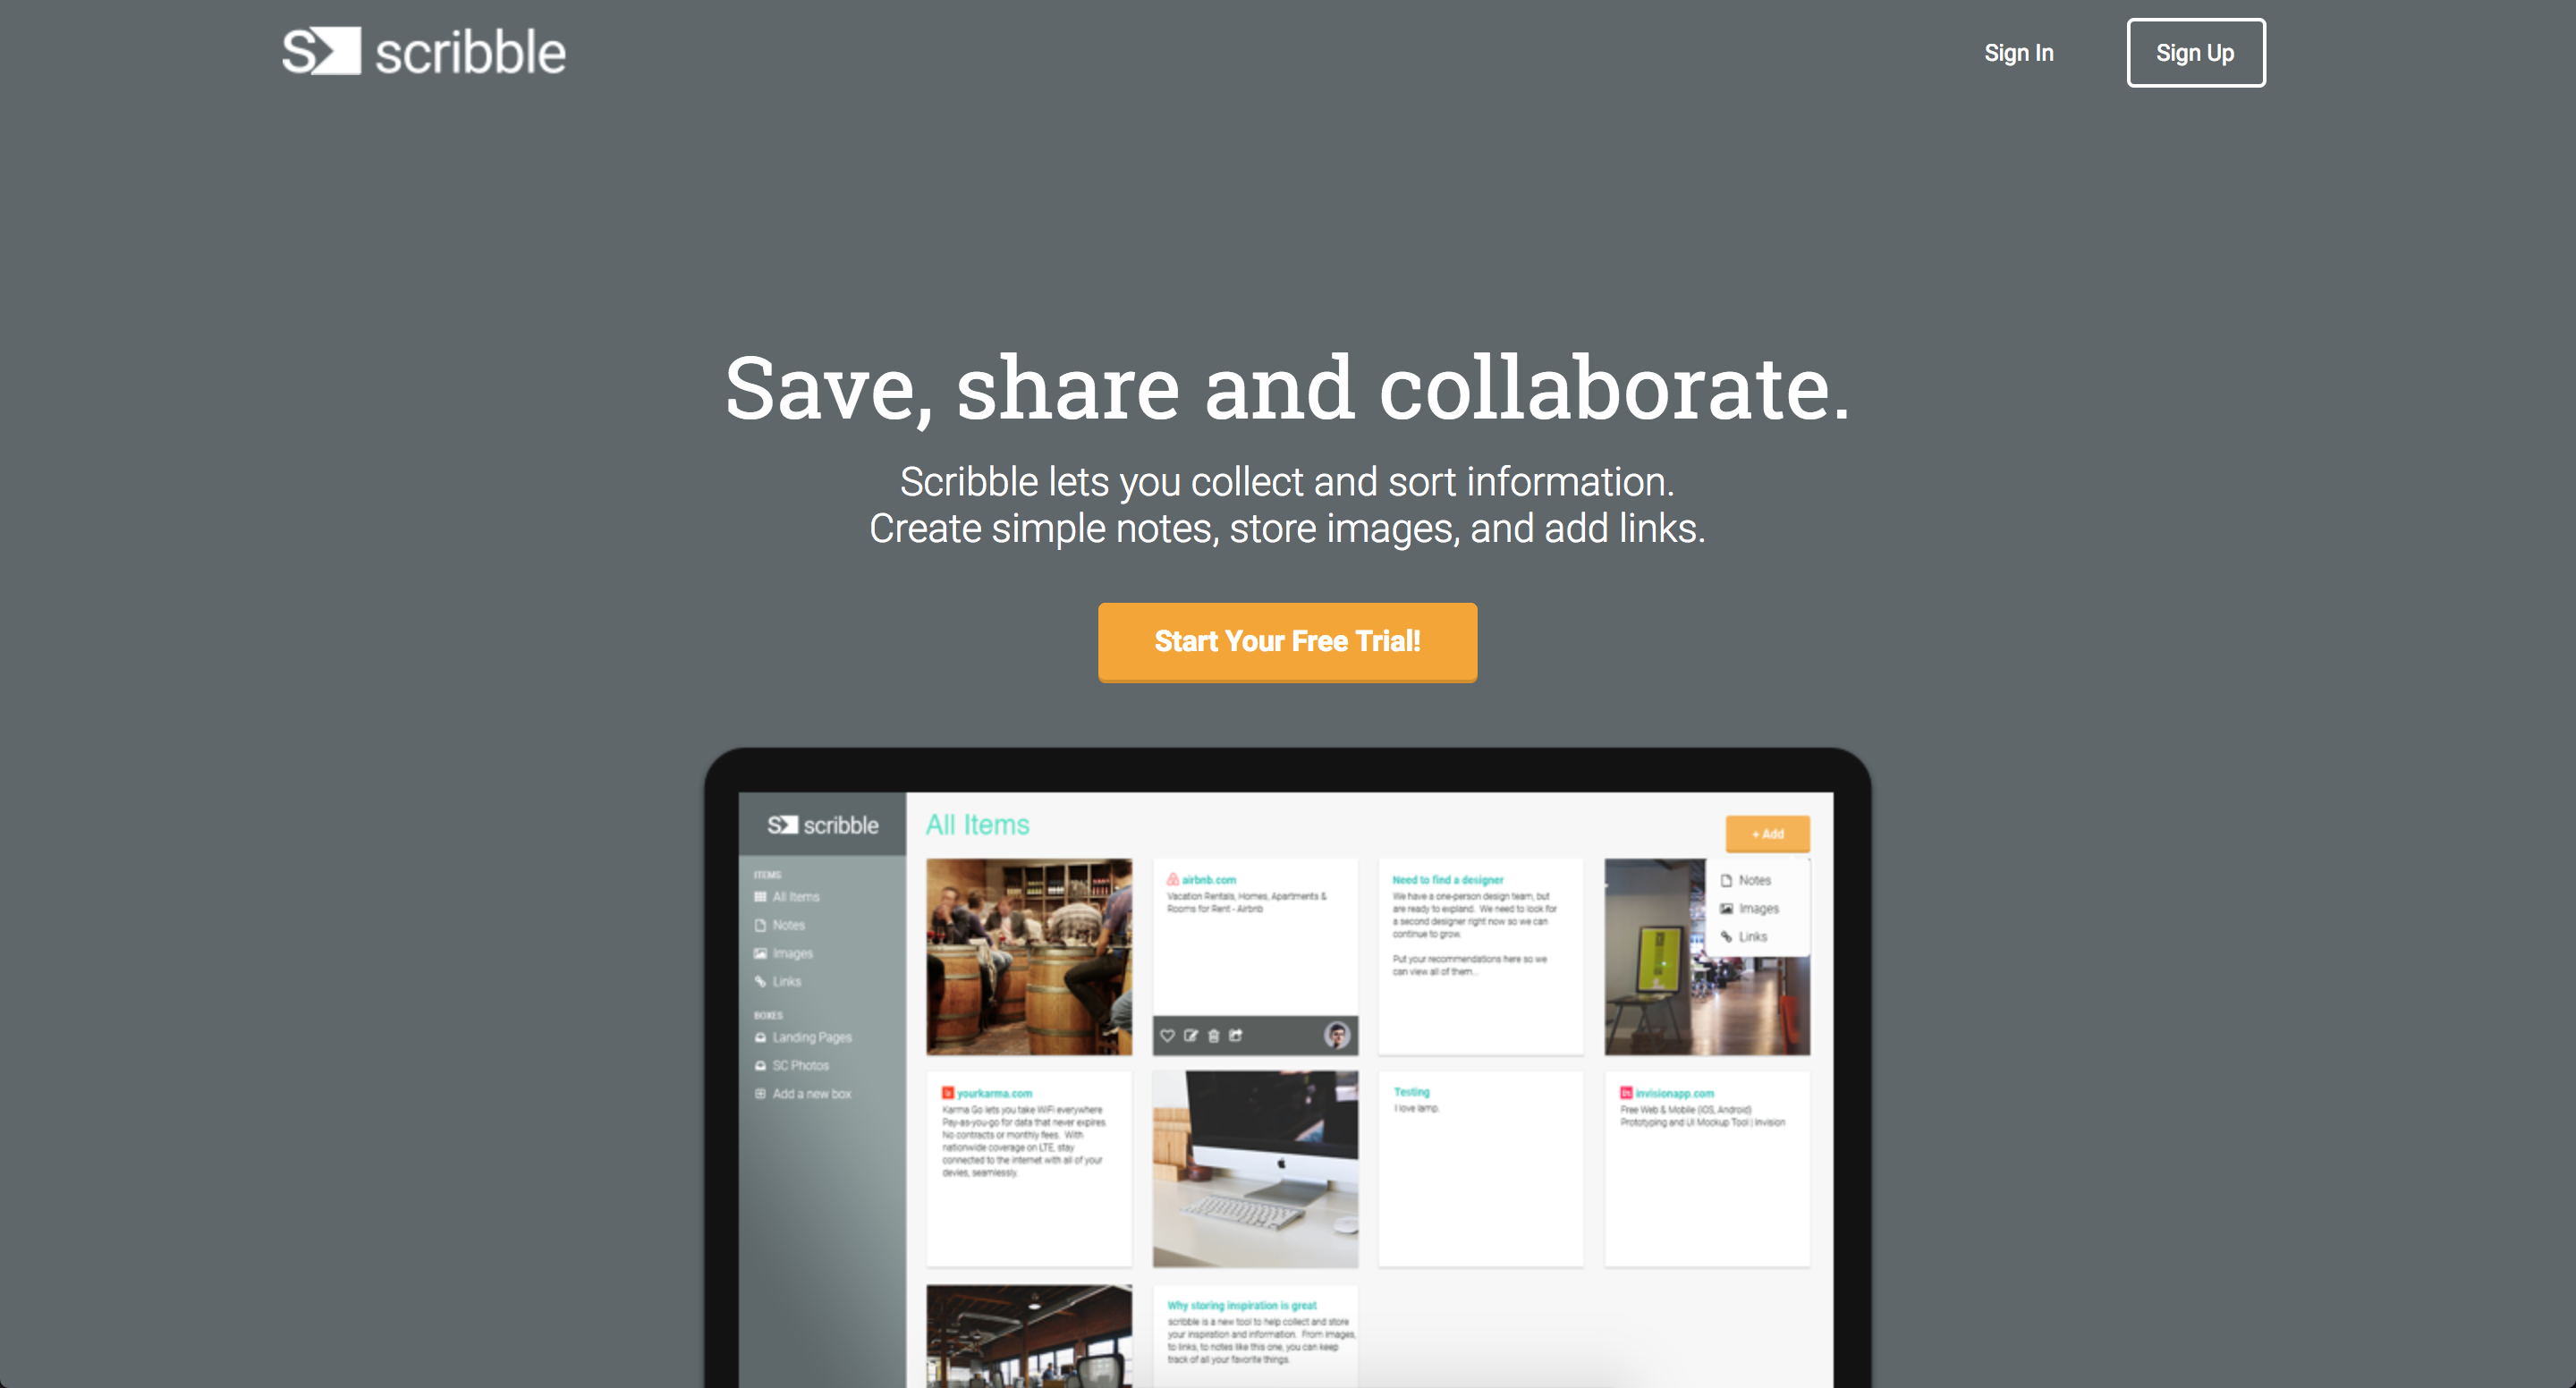 scribble
Sign In
Sign Up
Save, share and collaborate.
Scribble lets you collect and sort information.
Create simple notes, store images, and add links.
Start Your Free Trial!
scribble
ITEMS
All Items
Notes
Images
Links
BOXES
Landing Pages
SC Photos
Add a new box
All Items
+ Add
Notes
Images
Links
airbnb.com
Vacation Rentals, Homes, Apartments &
Rooms for Rent - Airbnb
Need to find a designer
We have a one-person design team, but
are ready to expland. We need to look for
a second designer right now so we can
continue to grow.
Put your recommendations here so we
can view all of them...
yourkarma.com
Karma Go lets you take WiFi everywhere
Pay-as-you-go for data that never expires.
No contracts or monthly fees. With
nationwide coverage on LTE, stay
connected to the internet with all of your
devies, seamlessly.
Testing
I love lamp.
invisionapp.com
Free Web & Mobile (iOS, Android)
Prototyping and UI Mockup Tool | Invision
Why storing inspiration is great
scribble is a new tool to help collect and store
your inspiration and information. From images,
to links, to notes like this one, you can keep
track of all your favorite things.